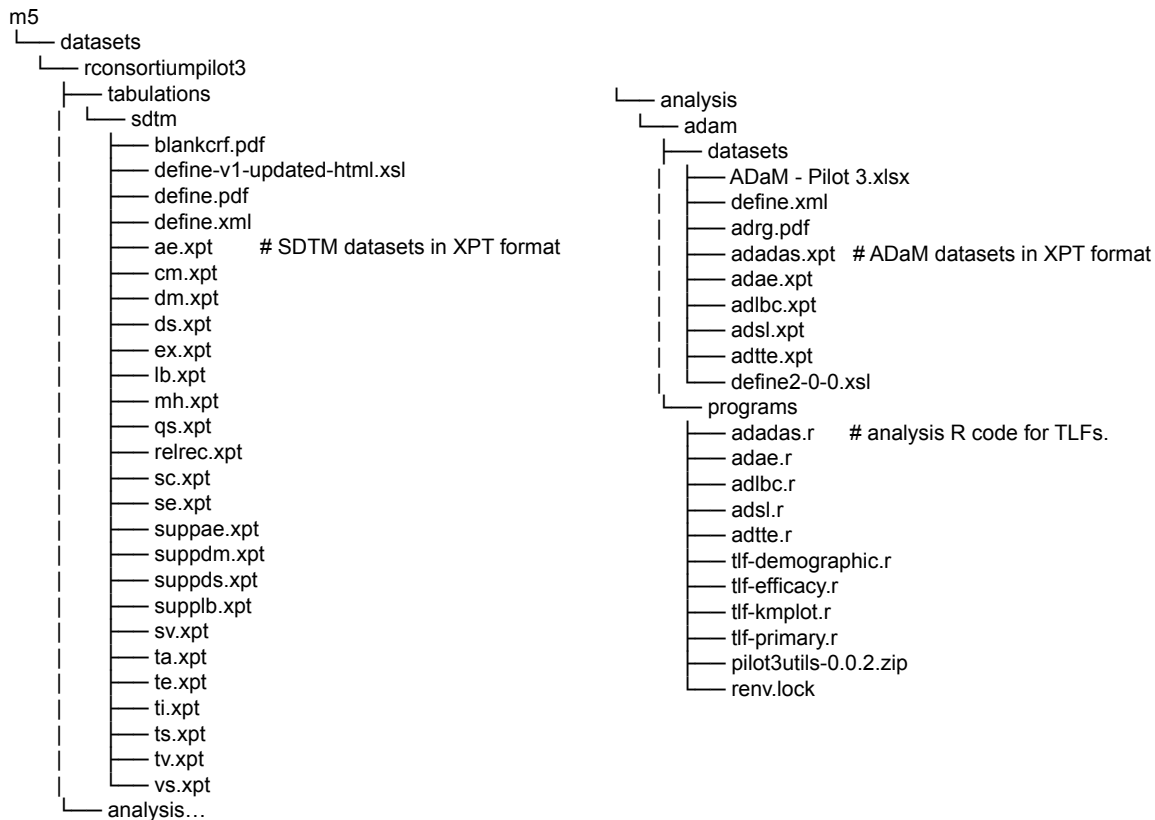 m5
datasets
rconsortiumpilot3
tabulations
sdtm
blankcrf.pdf
define-v1-updated-html.xsl
define.pdf
define.xml
ae.xpt # SDTM datasets in XPT format
cm.xpt
dm.xpt
ds.xpt
ex.xpt
lb.xpt
mh.xpt
qs.xpt
relrec.xpt
sc.xpt
se.xpt
suppae.xpt
suppdm.xpt
suppds.xpt
supplb.xpt
sv.xpt
ta.xpt
te.xpt
ti.xpt
ts.xpt
tv.xpt
vs.xpt
analysis…
analysis
adam
datasets
ADaM - Pilot 3.xlsx
define.xml
adrg.pdf
adadas.xpt # ADaM datasets in XPT format
adae.xpt
adlbc.xpt
adsl.xpt
adtte.xpt
define2-0-0.xsl
programs
adadas.r # analysis R code for TLFs.
adae.r
adlbc.r
adsl.r
adtte.r
tlf-demographic.r
tlf-efficacy.r
tlf-kmplot.r
tlf-primary.r
pilot3utils-0.0.2.zip
renv.lock